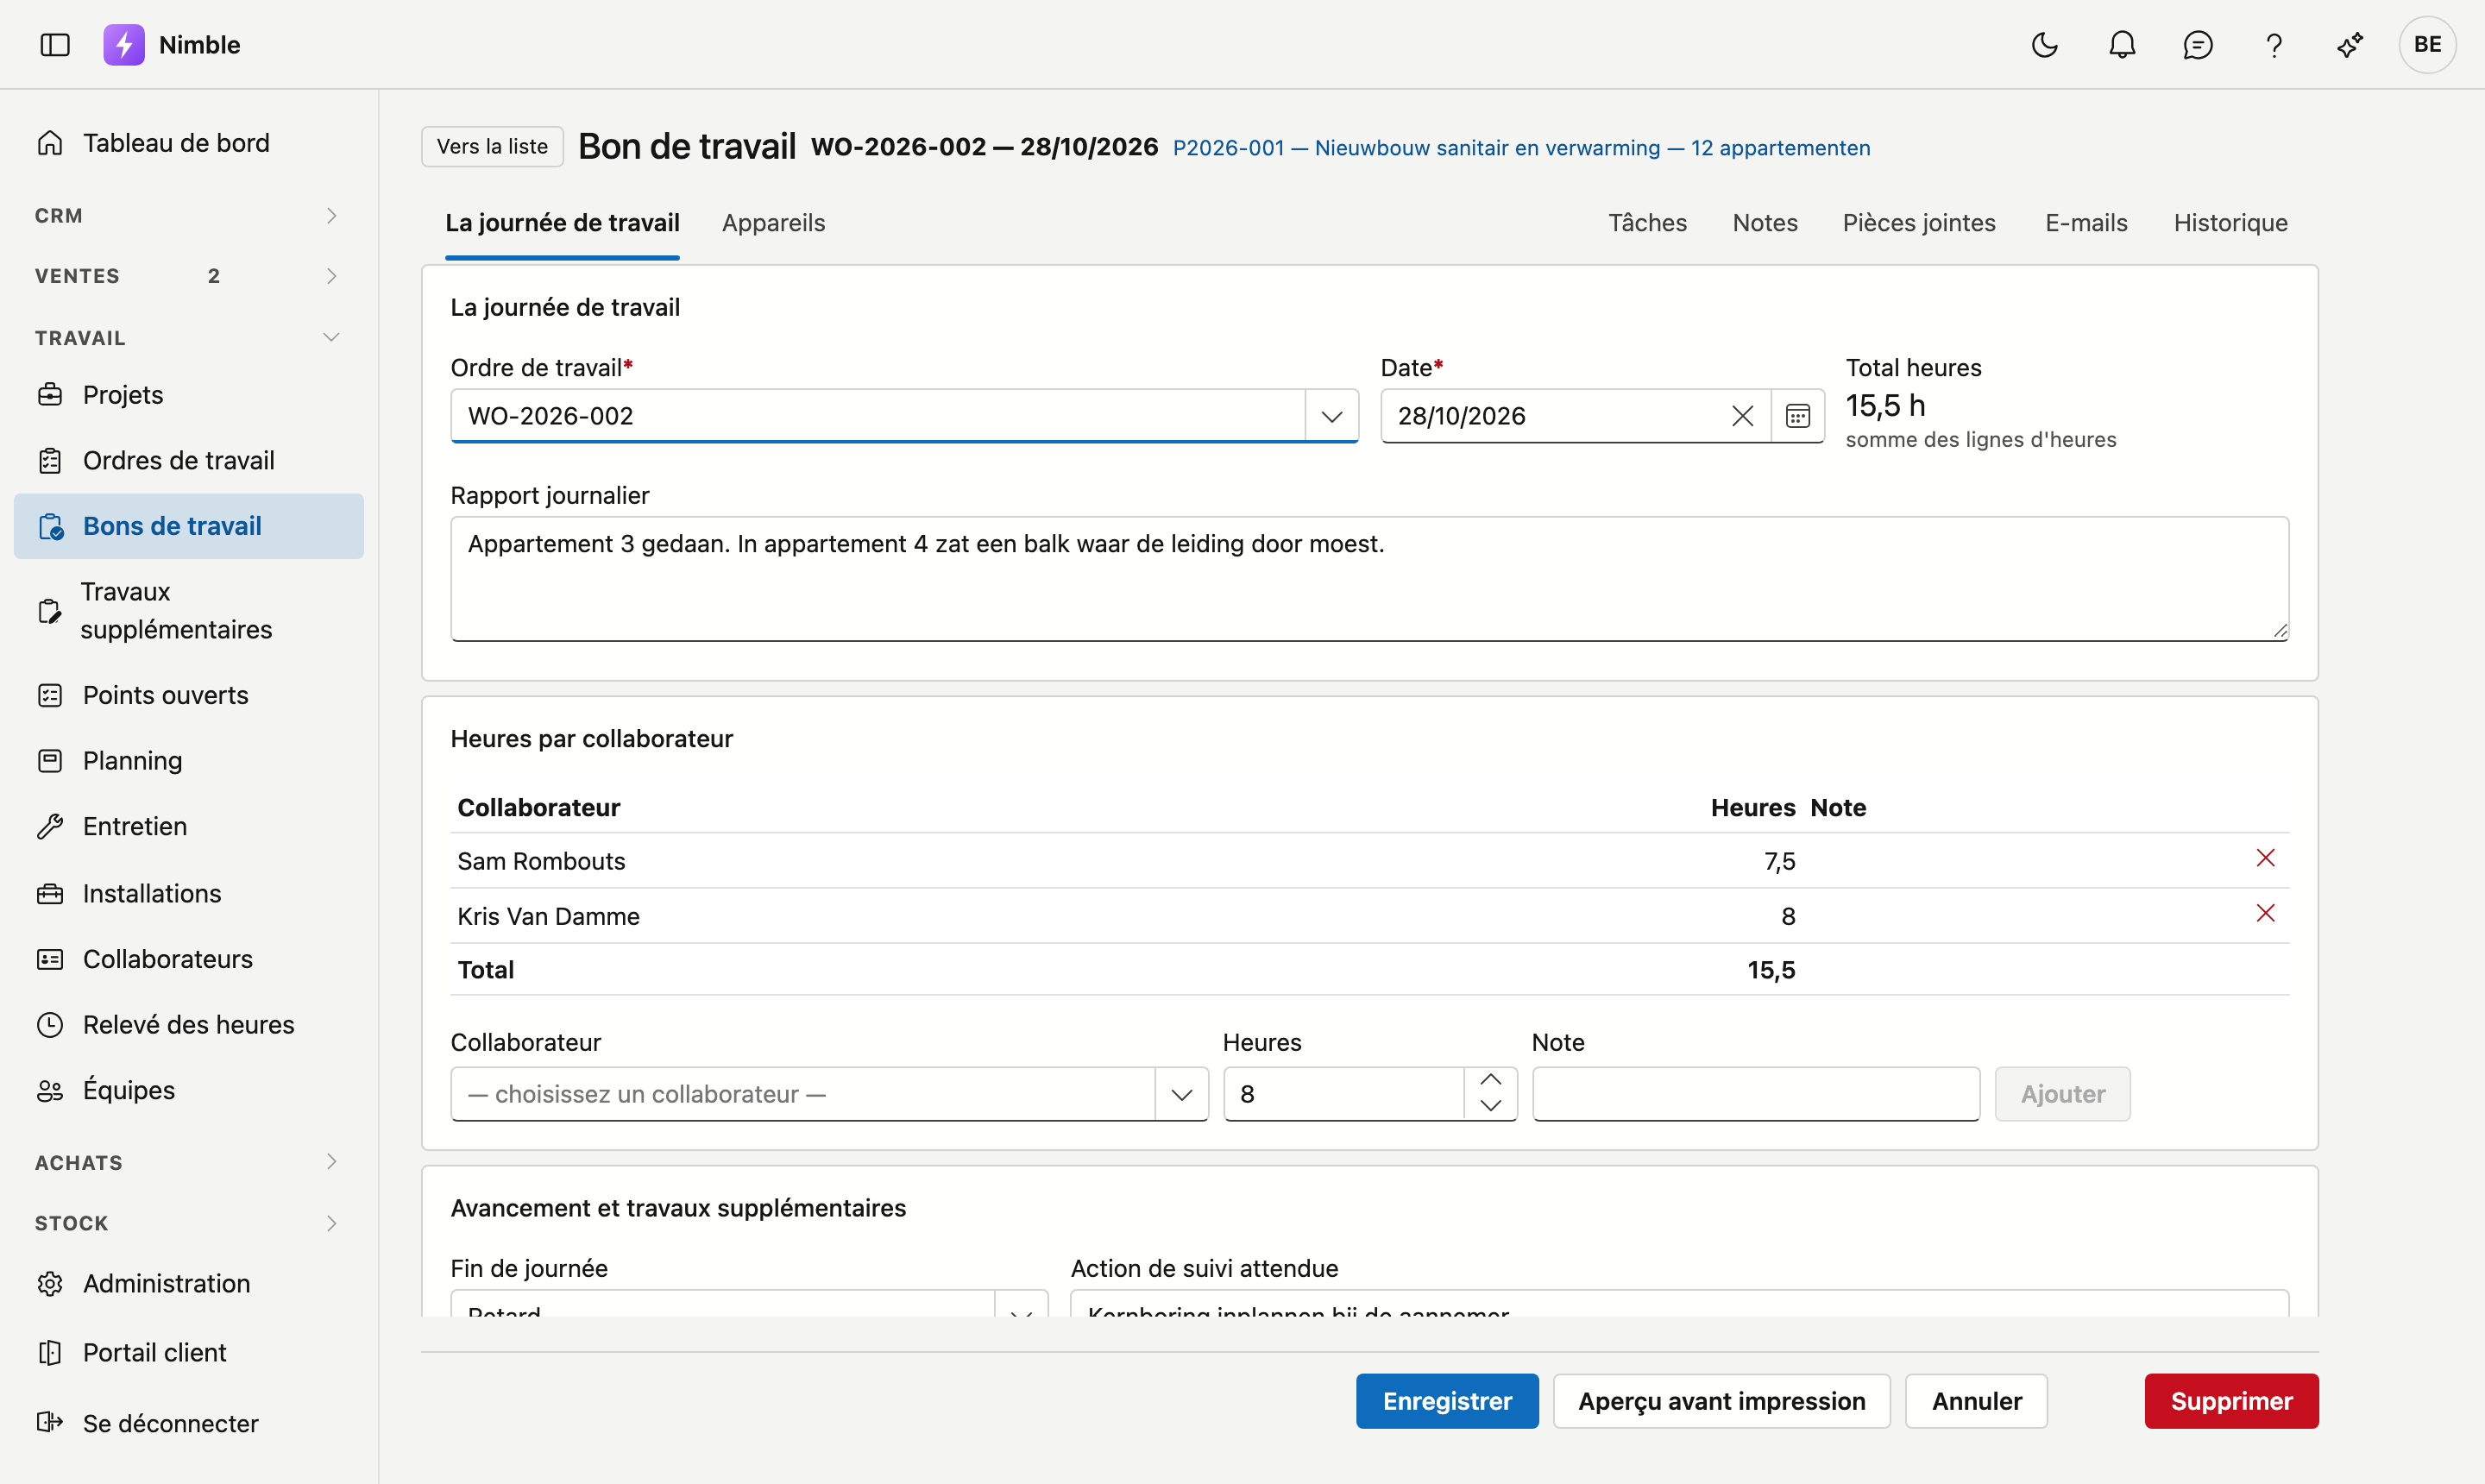 Nimble
BE
Tableau de bord
CRM
VENTES 2
TRAVAIL
Projets
Ordres de travail
Bons de travail
Travaux
supplémentaires
Points ouverts
Planning
Entretien
Installations
Collaborateurs
Relevé des heures
Équipes
ACHATS
STOCK
Administration
Portail client
Se déconnecter
Vers la liste Bon de travail WO-2026-002 — 28/10/2026 P2026-001 — Nieuwbouw sanitair en verwarming — 12 appartementen
La journée de travail Appareils Tâches Notes Pièces jointes E-mails Historique
La journée de travail
Ordre de travail* Date* Total heures
WO-2026-002 28/10/2026 15,5 h
somme des lignes d'heures
Rapport journalier
Appartement 3 gedaan. In appartement 4 zat een balk waar de leiding door moest.
Heures par collaborateur
Collaborateur Heures Note
Sam Rombouts 7,5
Kris Van Damme 8
Total 15,5
Collaborateur Heures Note
— choisissez un collaborateur — 8 Ajouter
Avancement et travaux supplémentaires
Fin de journée Action de suivi attendue
Retard Kernboring inplannen bij de aannemer
Enregistrer Aperçu avant impression Annuler Supprimer